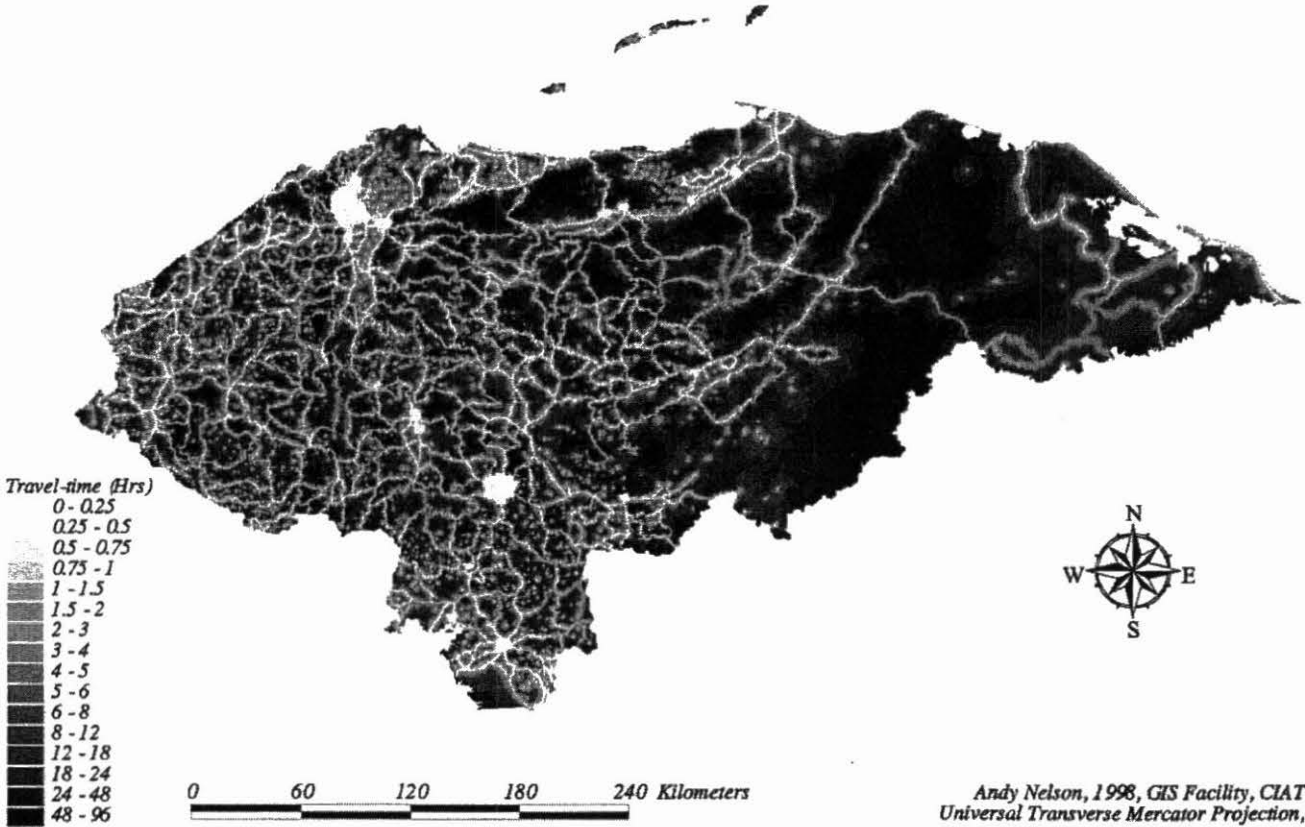 Travel-time (Hrs)
0 - 0.25
0.25 - 0.5
0.5 - 0.75
0.75 - 1
1 - 1.5
1.5 - 2
2 - 3
3 - 4
4 - 5
5 - 6
6 - 8
8 - 12
12 - 18
18 - 24
24 - 48
48 - 96
N
W E
S
0 60 120 180 240 Kilometers
Andy Nelson, 1998, GIS Facility, CIAT
Universal Transverse Mercator Projection,